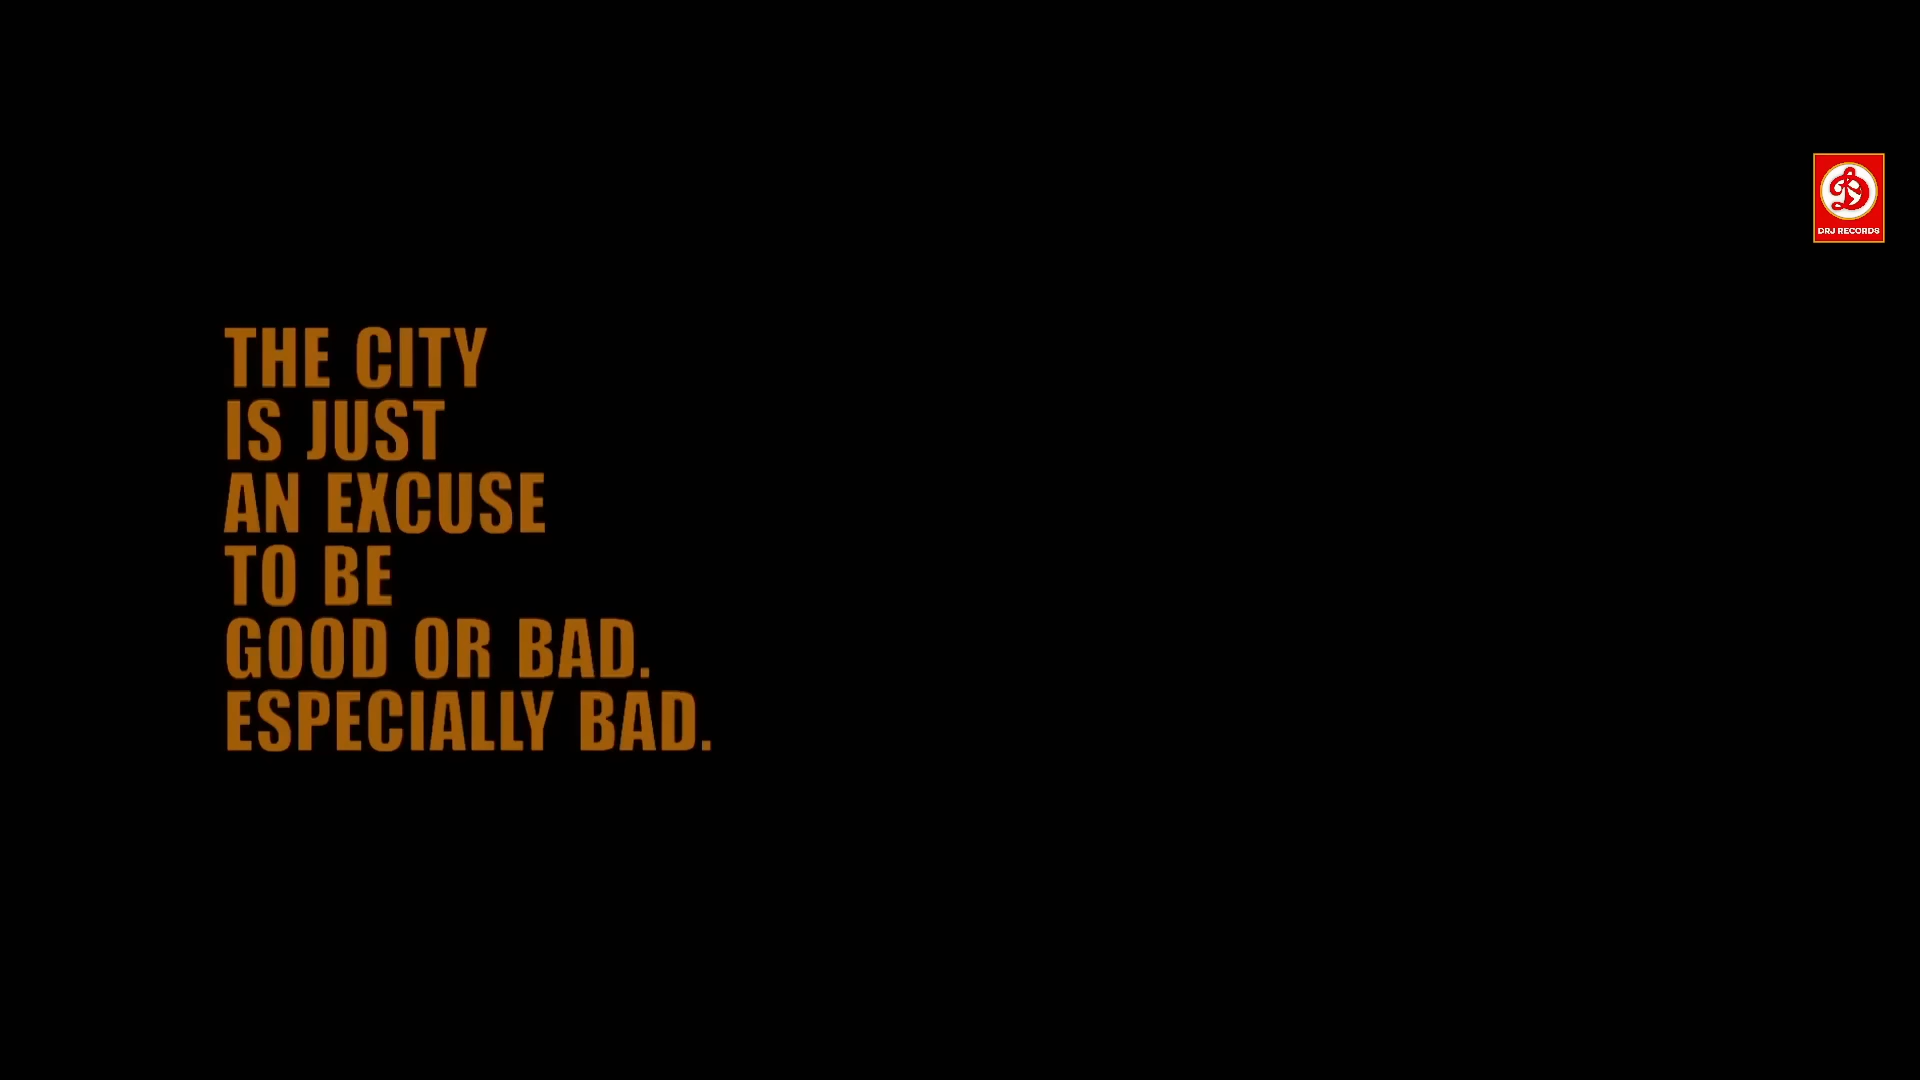 THE CITY
IS JUST
AN EXCUSE
TO BE
GOOD OR BAD.
ESPECIALLY BAD.
DRJ RECORDS